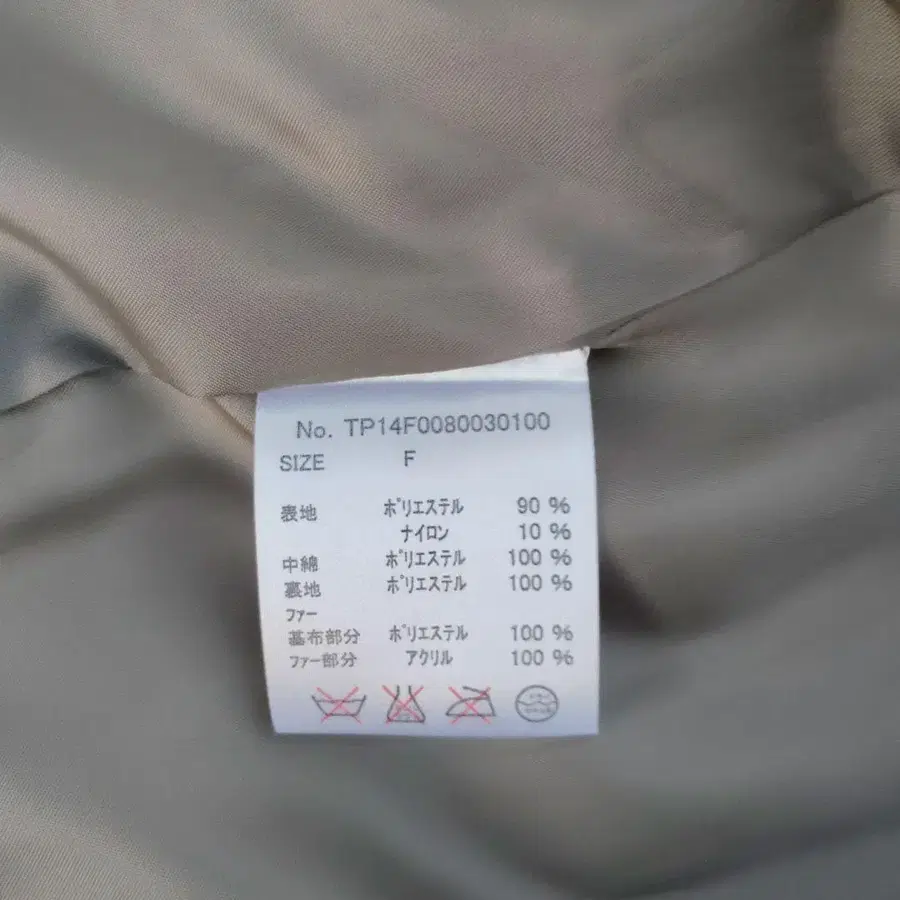 No. TP14F0080030100
SIZE F
表地 ポリエステル 90 %
ナイロン 10 %
中綿 ポリエステル 100 %
裏地 ポリエステル 100 %
ファー
基布部分 ポリエステル 100 %
ファー部分 アクリル 100 %